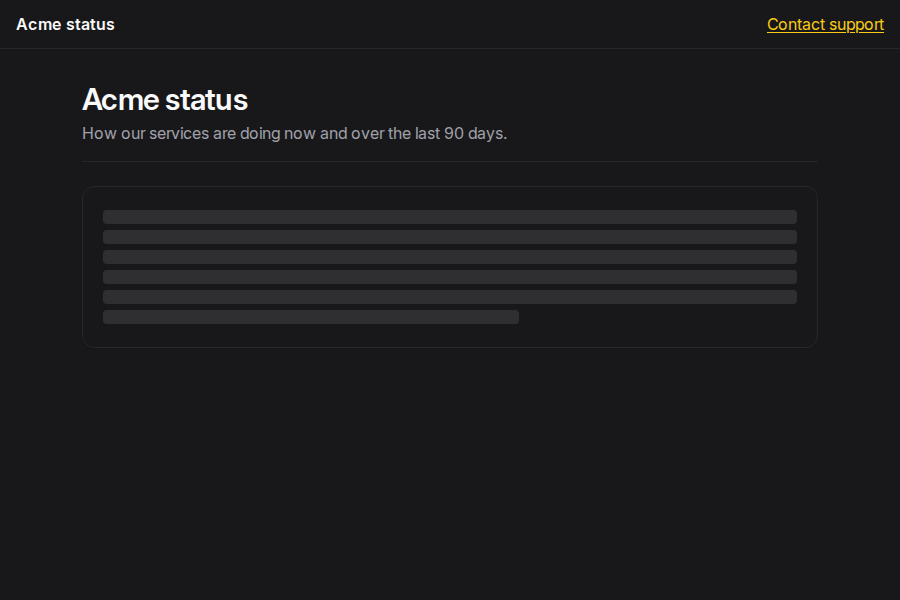 Acme status
Contact support
Acme status
How our services are doing now and over the last 90 days.